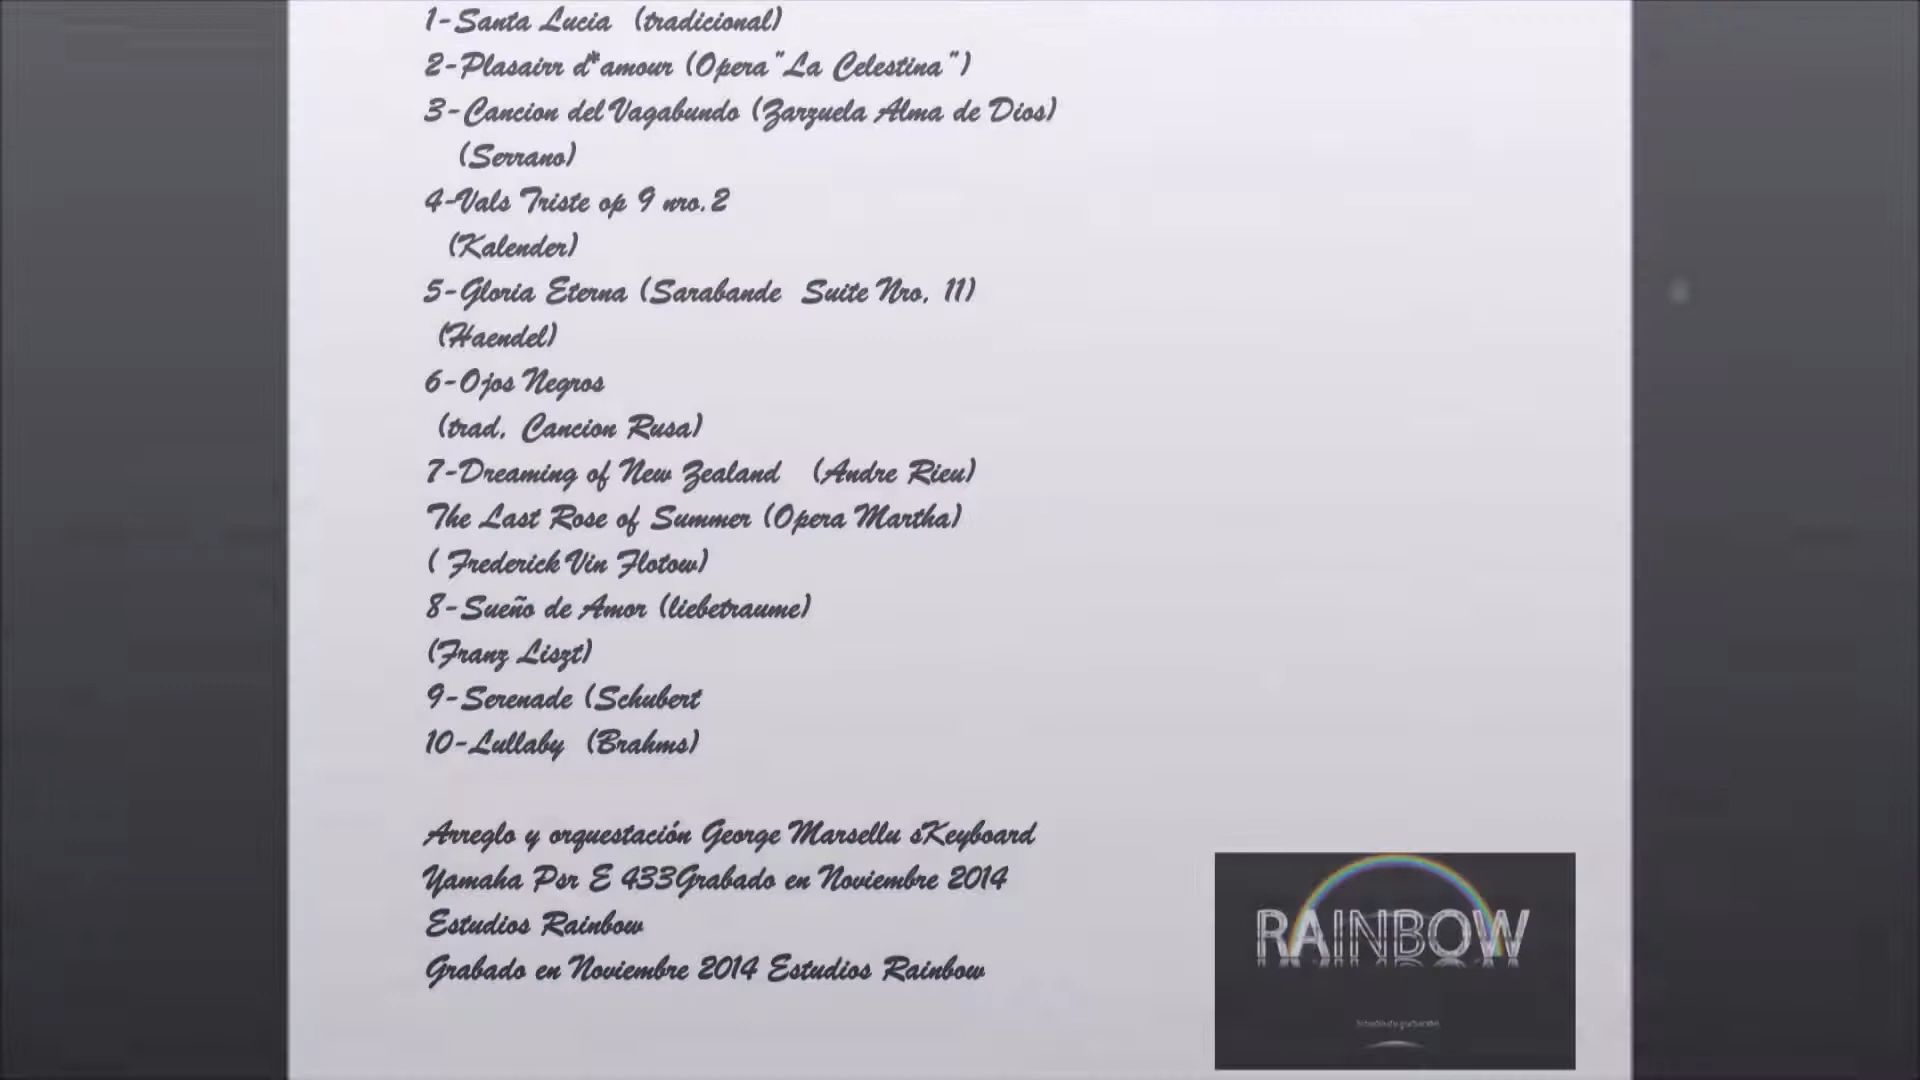 1-Santa Lucia (tradicional)
2-Plasairr d*amour (Opera"La Celestina")
3-Cancion del Vagabundo (Zarzuela Alma de Dios)
(Serrano)
4-Vals Triste op 9 nro.2
(Kalender)
5-Gloria Eterna (Sarabande Suite Nro, 11)
(Haendel)
6-Ojos Negros
(trad, Cancion Rusa)
7-Dreaming of New Zealand (Andre Rieu)
The Last Rose of Summer (Opera Martha)
( Frederick Vin Flotow)
8-Sueño de Amor (liebetraume)
(Franz Liszt)
9-Serenade (Schubert
10-Lullaby (Brahms)
Arreglo y orquestación George Marsellu sKeyboard
Yamaha Psr E 433Grabado en Noviembre 2014
Estudios Rainbow
Grabado en Noviembre 2014 Estudios Rainbow
RAINBOW